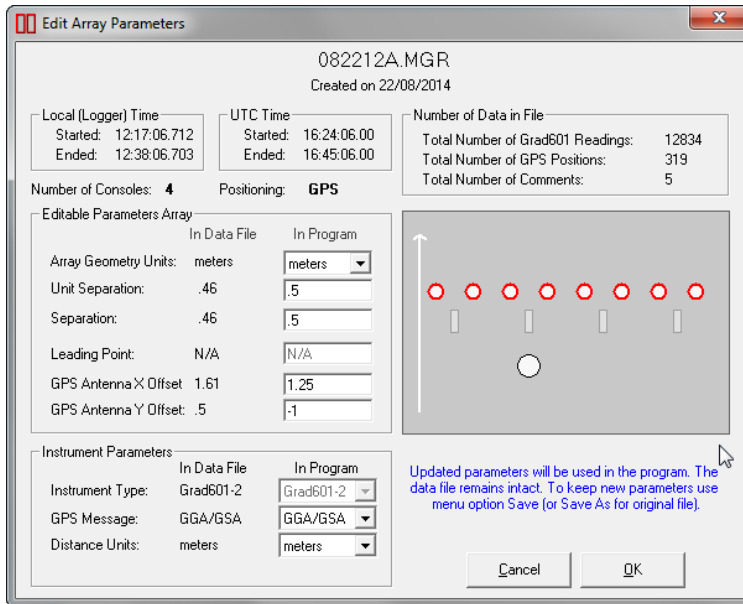 Edit Array Parameters
x
082212A.MGR
Created on 22/08/2014
Local (Logger) Time
Started: 12:17:06.712
Ended: 12:38:06.703
UTC Time
Started: 16:24:06.00
Ended: 16:45:06.00
Number of Data in File
Total Number of Grad601 Readings: 12834
Total Number of GPS Positions: 319
Total Number of Comments: 5
Number of Consoles: 4 Positioning: GPS
Editable Parameters Array
In Data File In Program
Array Geometry Units: meters meters
Unit Separation: .46 .5
Separation: .46 .5
Leading Point: N/A N/A
GPS Antenna X Offset 1.61 1.25
GPS Antenna Y Offset: .5 -1
Instrument Parameters
In Data File In Program
Instrument Type: Grad601-2 Grad601-2
GPS Message: GGA/GSA GGA/GSA
Distance Units: meters meters
Updated parameters will be used in the program. The
data file remains intact. To keep new parameters use
menu option Save (or Save As for original file).
Cancel OK